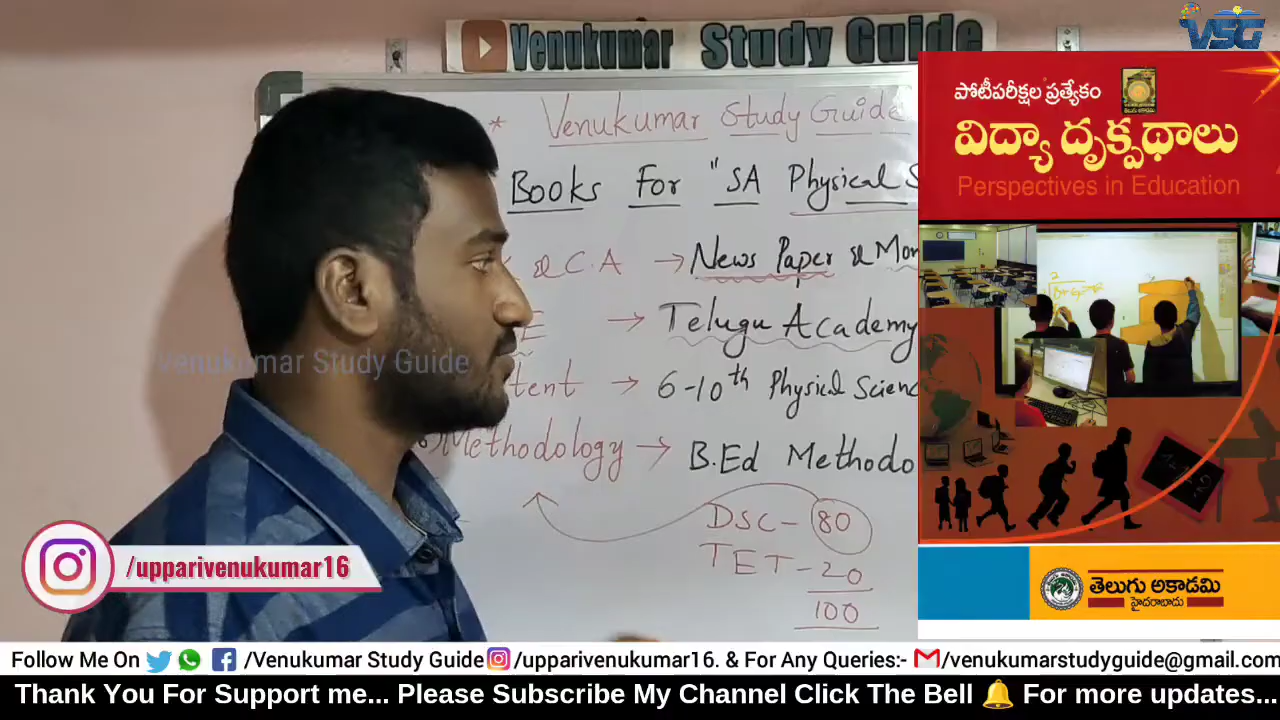 Venukumar Study Guide
VSG
* Venukumar Study Guide
Books For "SA Physical S
& C.A → News Paper & Mon
E → Telugu Academy
tent → 6-10th Physical Scienc
Methodology → B.Ed Methodo
DSC - 80
TET - 20
100
venukumar Study Guide
పోటీపరీక్షల ప్రత్యేకం
విద్యా దృక్పథాలు
Perspectives in Education
తెలుగు అకాడమి
హైదరాబాదు
/upparivenukumar16
Follow Me On /Venukumar Study Guide /upparivenukumar16. & For Any Queries:- /venukumarstudyguide@gmail.com
Thank You For Support me... Please Subscribe My Channel Click The Bell 🔔 For more updates...